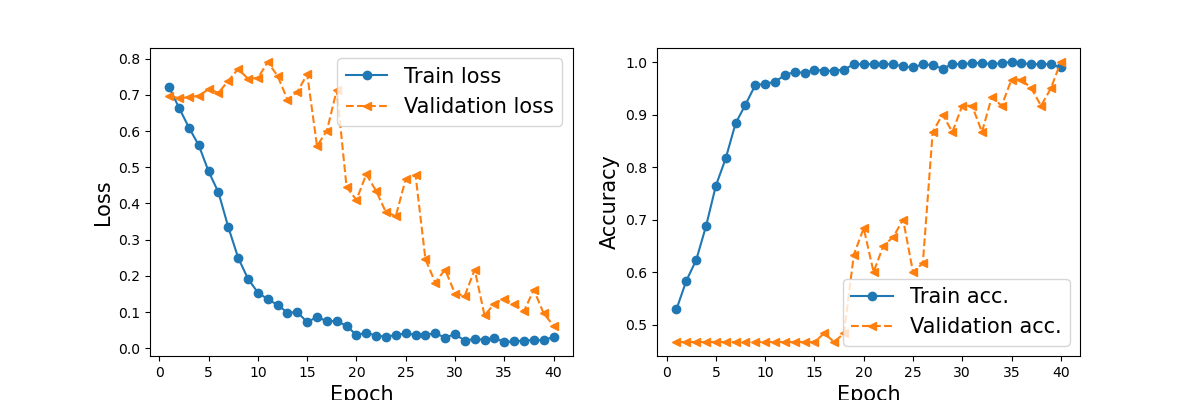 0.8
0.7
0.6
0.5
0.4
0.3
0.2
0.1
0.0
Loss
0 5 10 15 20 25 30 35 40
Epoch
Train loss
Validation loss
1.0
0.9
0.8
0.7
0.6
0.5
Accuracy
0 5 10 15 20 25 30 35 40
Epoch
Train acc.
Validation acc.